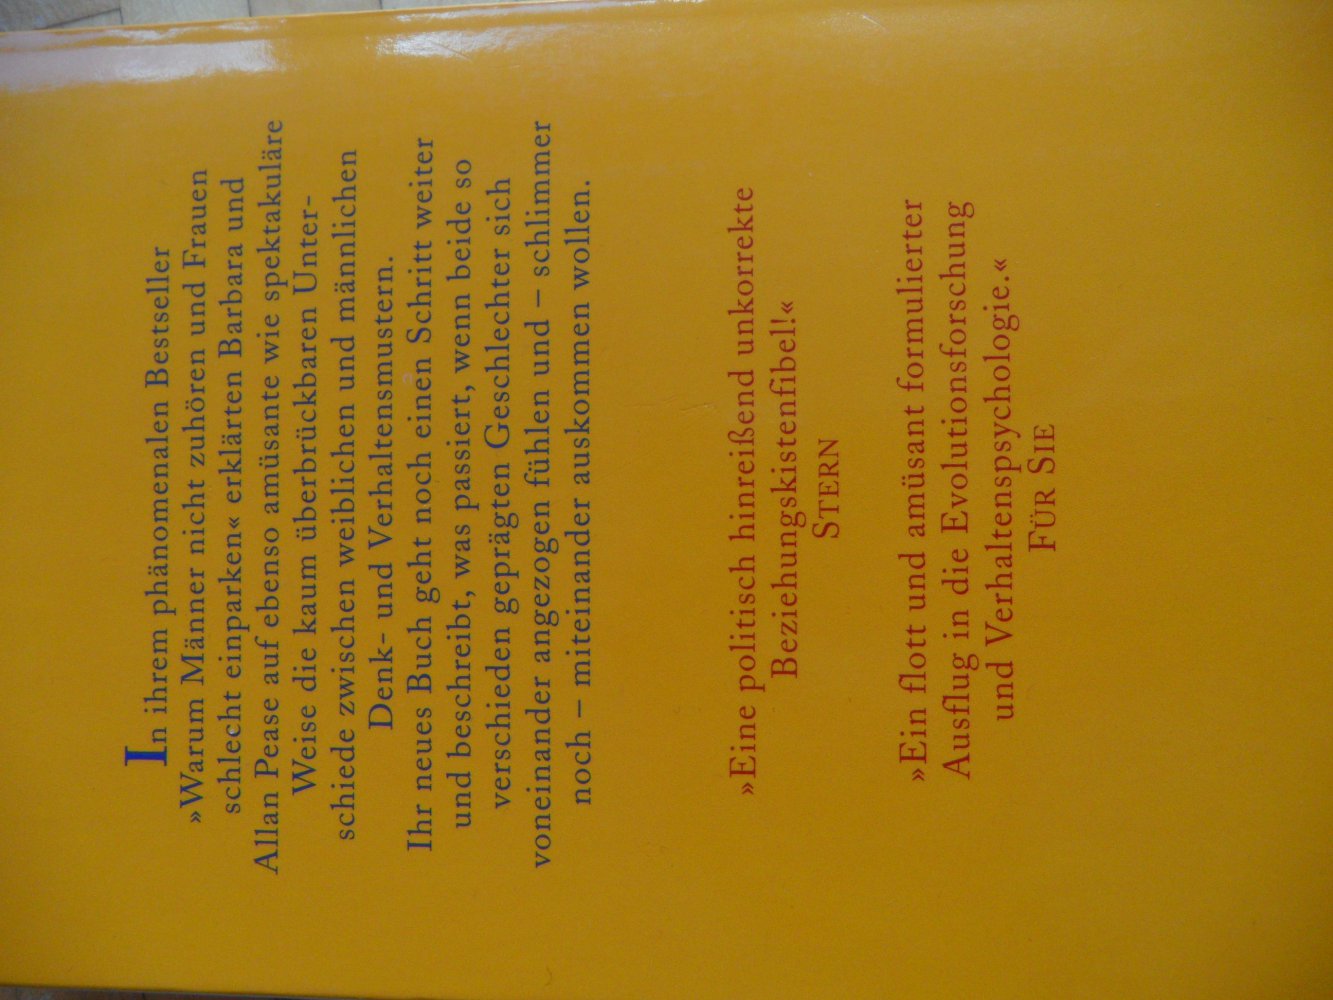 In ihrem phänomenalen Bestseller
»Warum Männer nicht zuhören und Frauen
schlecht einparken« erklärten Barbara und
Allan Pease auf ebenso amüsante wie spektakuläre
Weise die kaum überbrückbaren Unter-
schiede zwischen weiblichen und männlichen
Denk- und Verhaltensmustern.
Ihr neues Buch geht noch einen Schritt weiter
und beschreibt, was passiert, wenn beide so
verschieden geprägten Geschlechter sich
voneinander angezogen fühlen und – schlimmer
noch – miteinander auskommen wollen.
»Eine politisch hinreißend unkorrekte
Beziehungskistenfibel!«
STERN
»Ein flott und amüsant formulierter
Ausflug in die Evolutionsforschung
und Verhaltenspsychologie.«
FÜR SIE